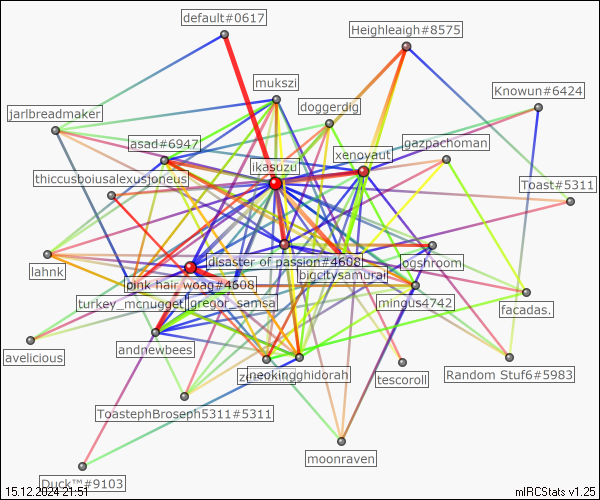 default#0617
Heighleaigh#8575
mukszi
Knowun#6424
jarlbreadmaker
doggerdig
asad#6947
gazpachoman
xenoyaut
ikasuzu
thiccusboiusalexusoneus
Toast#5311
disaster of passion#4608
ogshroom
lahnk
bigcitysamurai
pink hair woag#4608
turkey_mcnugget
gregor_samsa
mingus4742
facadas.
andnewbees
avelicious
neokingghidorah
tescoroll
Random Stuf6#5983
ToastephBroseph5311#5311
moonraven
Duck™#9103
15.12.2024 21:51
mIRCStats v1.25